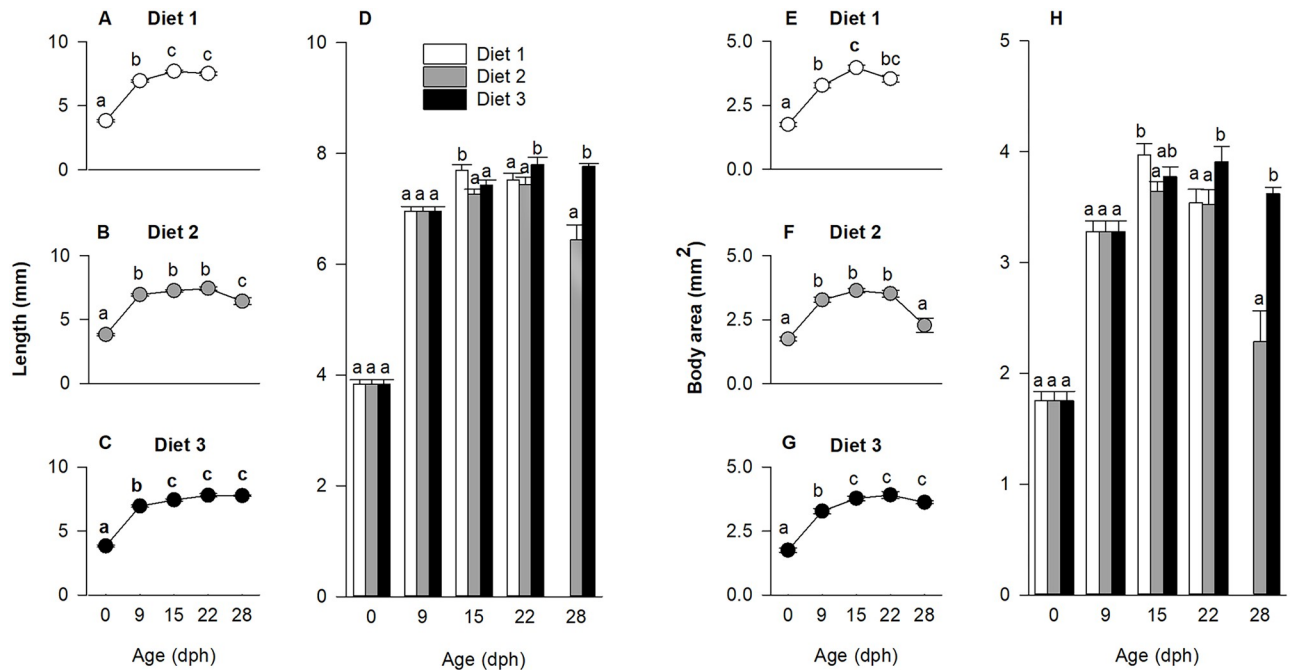 A Diet 1
10
5
0
a b c c
B Diet 2
10
5
0
a b b b c
C Diet 3
10
5
0
a b c c c
0 9 15 22 28
Age (dph)
Length (mm)
D
Diet 1
Diet 2
Diet 3
10
8
6
4
2
0
a a a
a a a
b a a
a a b
a b
0 9 15 22 28
Age (dph)
E Diet 1
5.0
2.5
0.0
a b c bc
F Diet 2
5.0
2.5
0.0
a b b b a
G Diet 3
5.0
2.5
0.0
a b c c c
0 9 15 22 28
Age (dph)
Body area (mm²)
H
5
4
3
2
1
0
a a a
a a a
b a ab
a a b
a b
0 9 15 22 28
Age (dph)